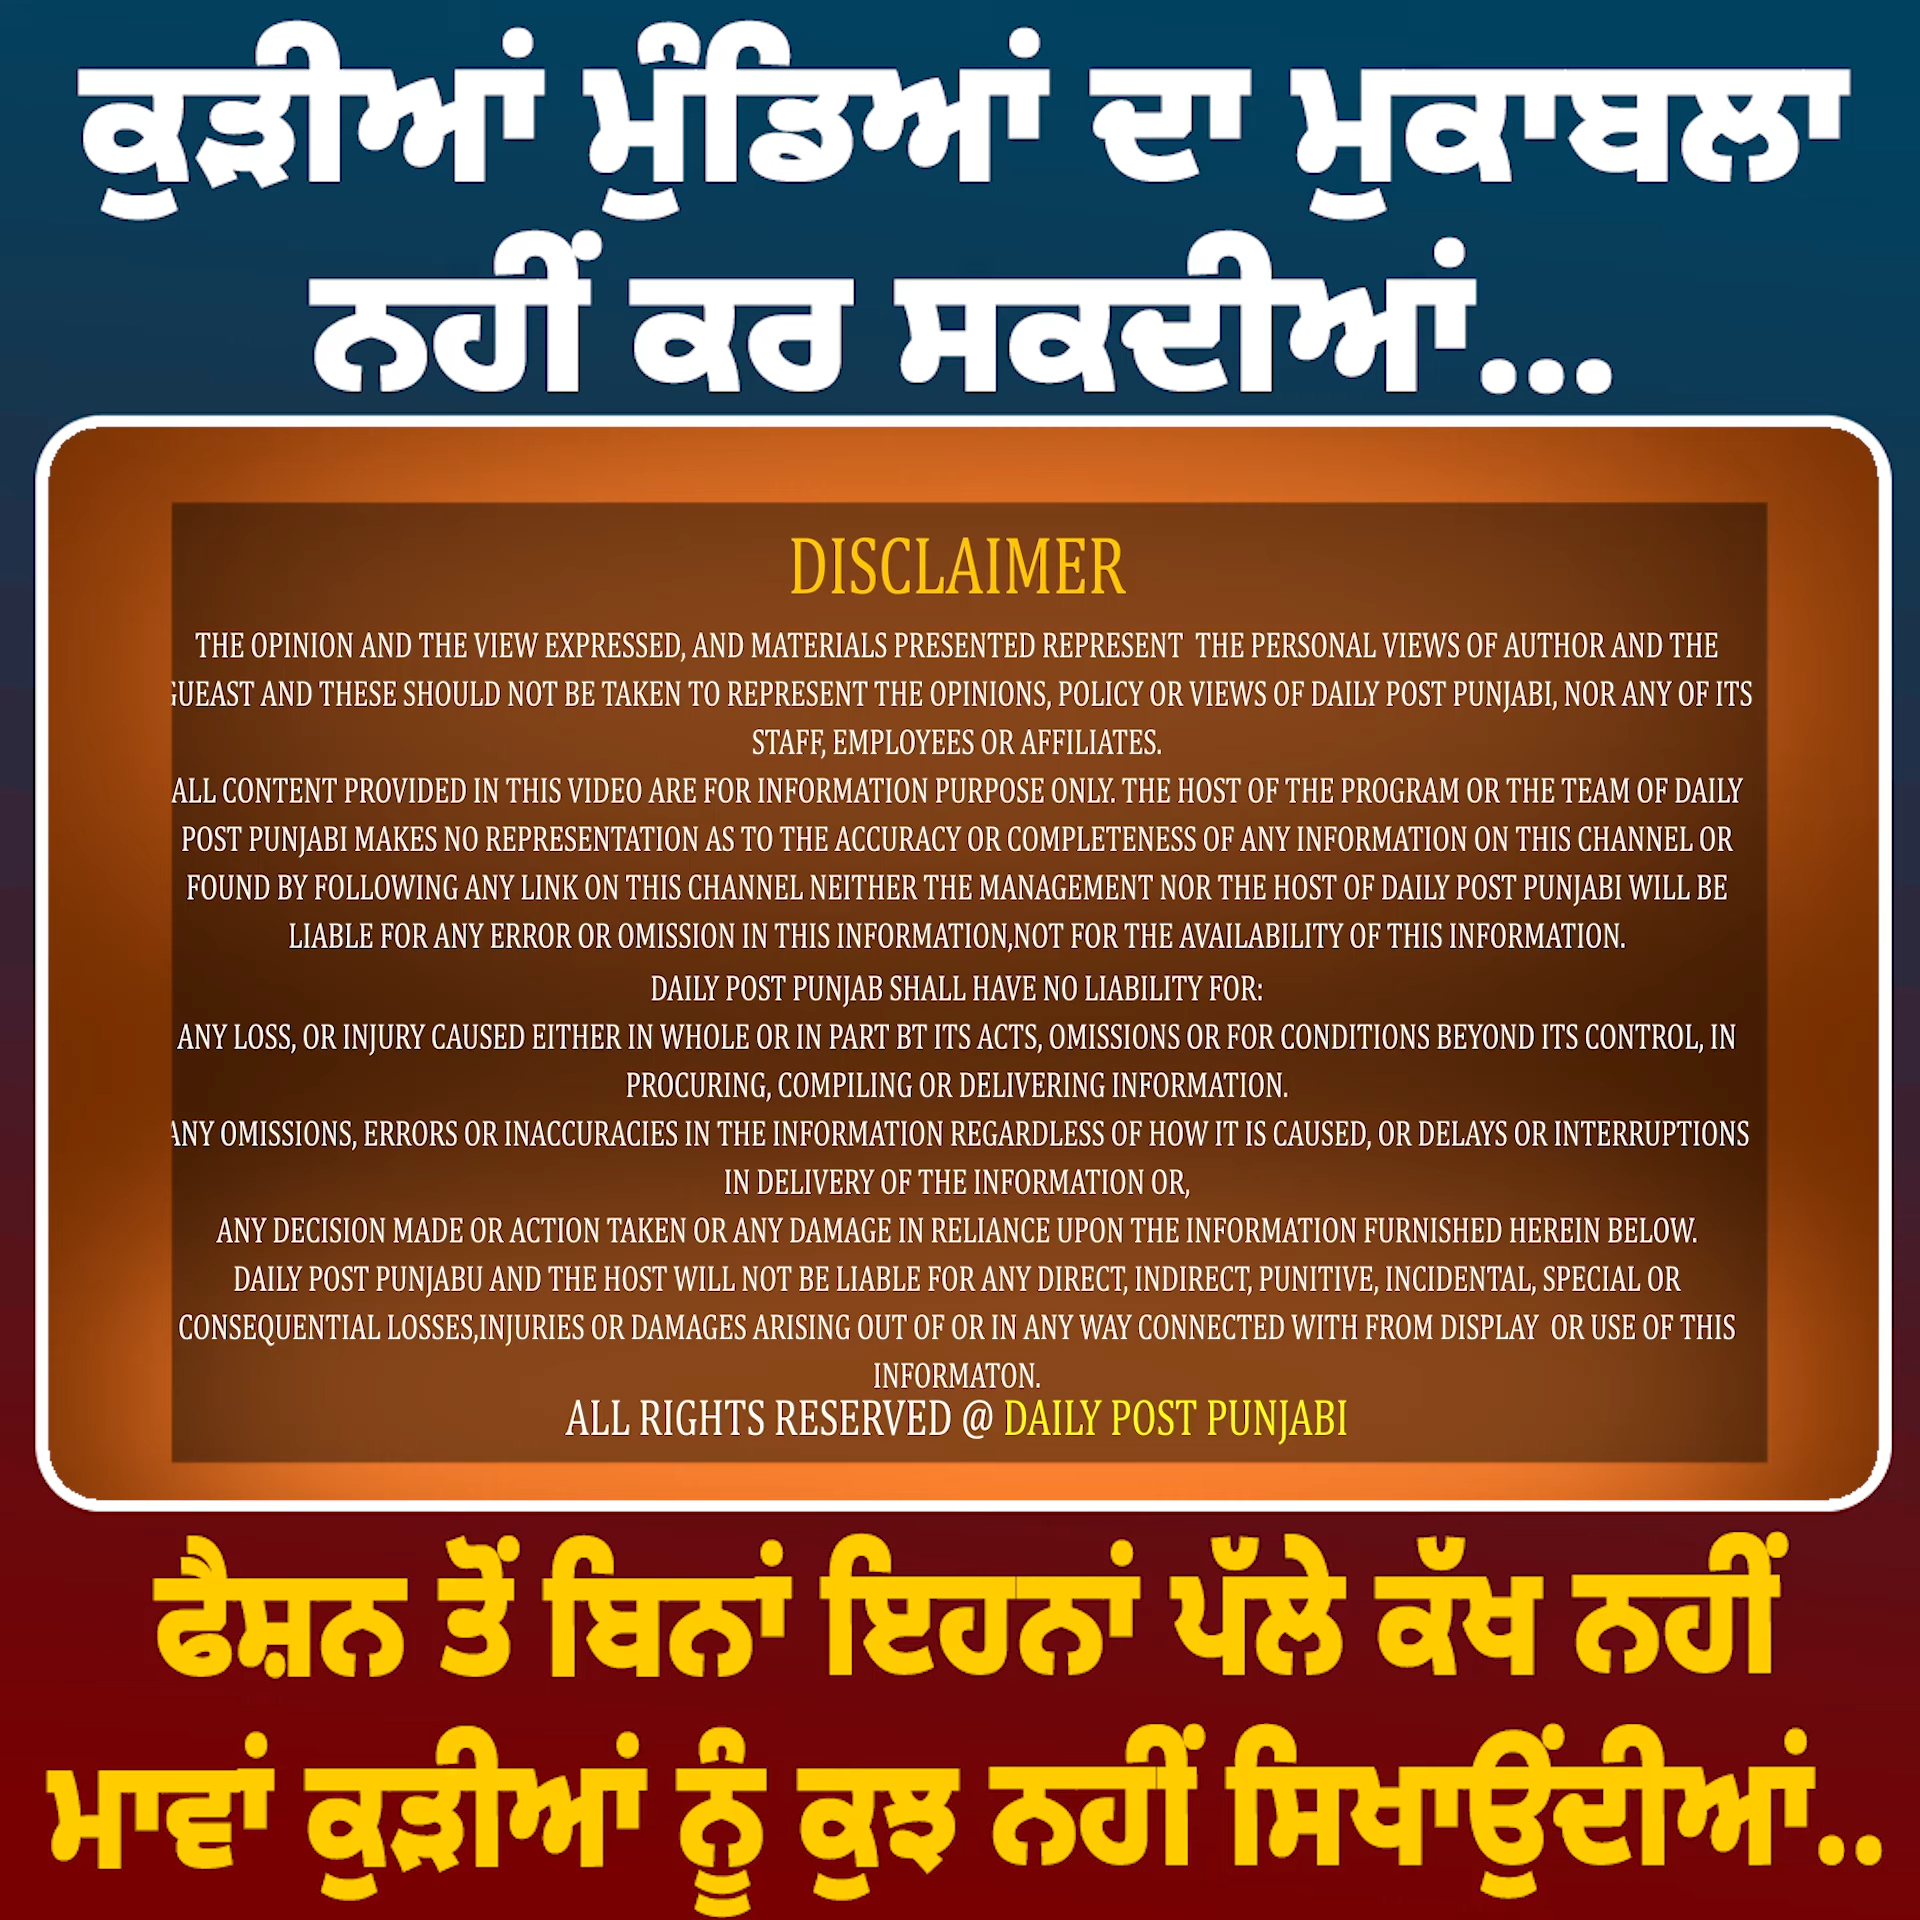 ਕੁੜੀਆਂ ਮੁੰਡਿਆਂ ਦਾ ਮੁਕਾਬਲਾ
ਨਹੀਂ ਕਰ ਸਕਦੀਆਂ...
DISCLAIMER
THE OPINION AND THE VIEW EXPRESSED, AND MATERIALS PRESENTED REPRESENT THE PERSONAL VIEWS OF AUTHOR AND THE
GUEAST AND THESE SHOULD NOT BE TAKEN TO REPRESENT THE OPINIONS, POLICY OR VIEWS OF DAILY POST PUNJABI, NOR ANY OF ITS
STAFF, EMPLOYEES OR AFFILIATES.
ALL CONTENT PROVIDED IN THIS VIDEO ARE FOR INFORMATION PURPOSE ONLY. THE HOST OF THE PROGRAM OR THE TEAM OF DAILY
POST PUNJABI MAKES NO REPRESENTATION AS TO THE ACCURACY OR COMPLETENESS OF ANY INFORMATION ON THIS CHANNEL OR
FOUND BY FOLLOWING ANY LINK ON THIS CHANNEL NEITHER THE MANAGEMENT NOR THE HOST OF DAILY POST PUNJABI WILL BE
LIABLE FOR ANY ERROR OR OMISSION IN THIS INFORMATION,NOT FOR THE AVAILABILITY OF THIS INFORMATION.
DAILY POST PUNJAB SHALL HAVE NO LIABILITY FOR:
ANY LOSS, OR INJURY CAUSED EITHER IN WHOLE OR IN PART BT ITS ACTS, OMISSIONS OR FOR CONDITIONS BEYOND ITS CONTROL, IN
PROCURING, COMPILING OR DELIVERING INFORMATION.
ANY OMISSIONS, ERRORS OR INACCURACIES IN THE INFORMATION REGARDLESS OF HOW IT IS CAUSED, OR DELAYS OR INTERRUPTIONS
IN DELIVERY OF THE INFORMATION OR,
ANY DECISION MADE OR ACTION TAKEN OR ANY DAMAGE IN RELIANCE UPON THE INFORMATION FURNISHED HEREIN BELOW.
DAILY POST PUNJABU AND THE HOST WILL NOT BE LIABLE FOR ANY DIRECT, INDIRECT, PUNITIVE, INCIDENTAL, SPECIAL OR
CONSEQUENTIAL LOSSES,INJURIES OR DAMAGES ARISING OUT OF OR IN ANY WAY CONNECTED WITH FROM DISPLAY OR USE OF THIS
INFORMATON.
ALL RIGHTS RESERVED @ DAILY POST PUNJABI
ਫੈਸ਼ਨ ਤੋਂ ਬਿਨਾਂ ਇਹਨਾਂ ਪੱਲੇ ਕੱਖ ਨਹੀਂ
ਮਾਵਾਂ ਕੁੜੀਆਂ ਨੂੰ ਕੁਝ ਨਹੀਂ ਸਿਖਾਉਂਦੀਆਂ..